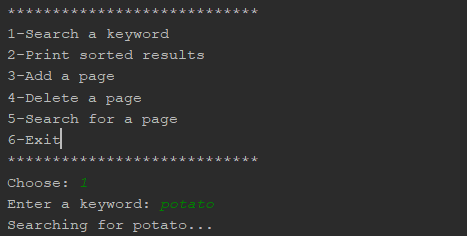 ****************************
1-Search a keyword
2-Print sorted results
3-Add a page
4-Delete a page
5-Search for a page
6-Exit
****************************
Choose: 1
Enter a keyword: potato
Searching for potato...